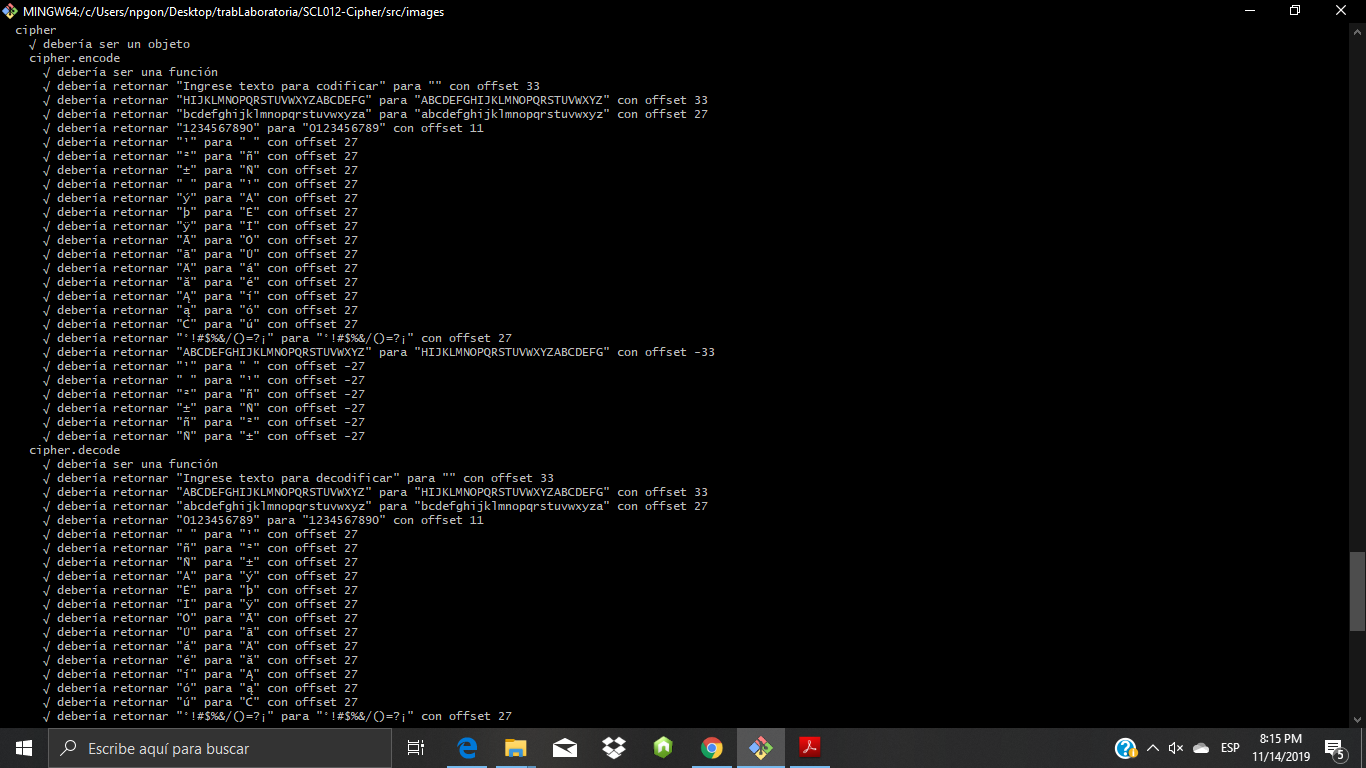 MINGW64:/c/Users/npgon/Desktop/trabLaboratoria/SCL012-Cipher/src/images
cipher
√ debería ser un objeto
cipher.encode
√ debería ser una función
√ debería retornar "Ingrese texto para codificar" para "" con offset 33
√ debería retornar "HIJKLMNOPQRSTUVWXYZABCDEFG" para "ABCDEFGHIJKLMNOPQRSTUVWXYZ" con offset 33
√ debería retornar "bcdefghijklmnopqrstuvwxyza" para "abcdefghijklmnopqrstuvwxyz" con offset 27
√ debería retornar "1234567890" para "0123456789" con offset 11
√ debería retornar "¹" para " " con offset 27
√ debería retornar "²" para "ñ" con offset 27
√ debería retornar "±" para "Ñ" con offset 27
√ debería retornar " " para "¹" con offset 27
√ debería retornar "ý" para "Á" con offset 27
√ debería retornar "þ" para "É" con offset 27
√ debería retornar "ÿ" para "Í" con offset 27
√ debería retornar "Ā" para "Ó" con offset 27
√ debería retornar "ā" para "Ú" con offset 27
√ debería retornar "Ă" para "á" con offset 27
√ debería retornar "ă" para "é" con offset 27
√ debería retornar "Ą" para "í" con offset 27
√ debería retornar "ą" para "ó" con offset 27
√ debería retornar "Ć" para "ú" con offset 27
√ debería retornar "°!#$%&/()=?¡" para "°!#$%&/()=?¡" con offset 27
√ debería retornar "ABCDEFGHIJKLMNOPQRSTUVWXYZ" para "HIJKLMNOPQRSTUVWXYZABCDEFG" con offset -33
√ debería retornar "¹" para " " con offset -27
√ debería retornar " " para "¹" con offset -27
√ debería retornar "²" para "ñ" con offset -27
√ debería retornar "±" para "Ñ" con offset -27
√ debería retornar "ñ" para "²" con offset -27
√ debería retornar "Ñ" para "±" con offset -27
cipher.decode
√ debería ser una función
√ debería retornar "Ingrese texto para decodificar" para "" con offset 33
√ debería retornar "ABCDEFGHIJKLMNOPQRSTUVWXYZ" para "HIJKLMNOPQRSTUVWXYZABCDEFG" con offset 33
√ debería retornar "abcdefghijklmnopqrstuvwxyz" para "bcdefghijklmnopqrstuvwxyza" con offset 27
√ debería retornar "0123456789" para "1234567890" con offset 11
√ debería retornar " " para "¹" con offset 27
√ debería retornar "ñ" para "²" con offset 27
√ debería retornar "Ñ" para "±" con offset 27
√ debería retornar "Á" para "ý" con offset 27
√ debería retornar "É" para "þ" con offset 27
√ debería retornar "Í" para "ÿ" con offset 27
√ debería retornar "Ó" para "Ā" con offset 27
√ debería retornar "Ú" para "ā" con offset 27
√ debería retornar "á" para "Ă" con offset 27
√ debería retornar "é" para "ă" con offset 27
√ debería retornar "í" para "Ą" con offset 27
√ debería retornar "ó" para "ą" con offset 27
√ debería retornar "ú" para "Ć" con offset 27
√ debería retornar "°!#$%&/()=?¡" para "°!#$%&/()=?¡" con offset 27
Escribe aquí para buscar
ESP
8:15 PM
11/14/2019
5